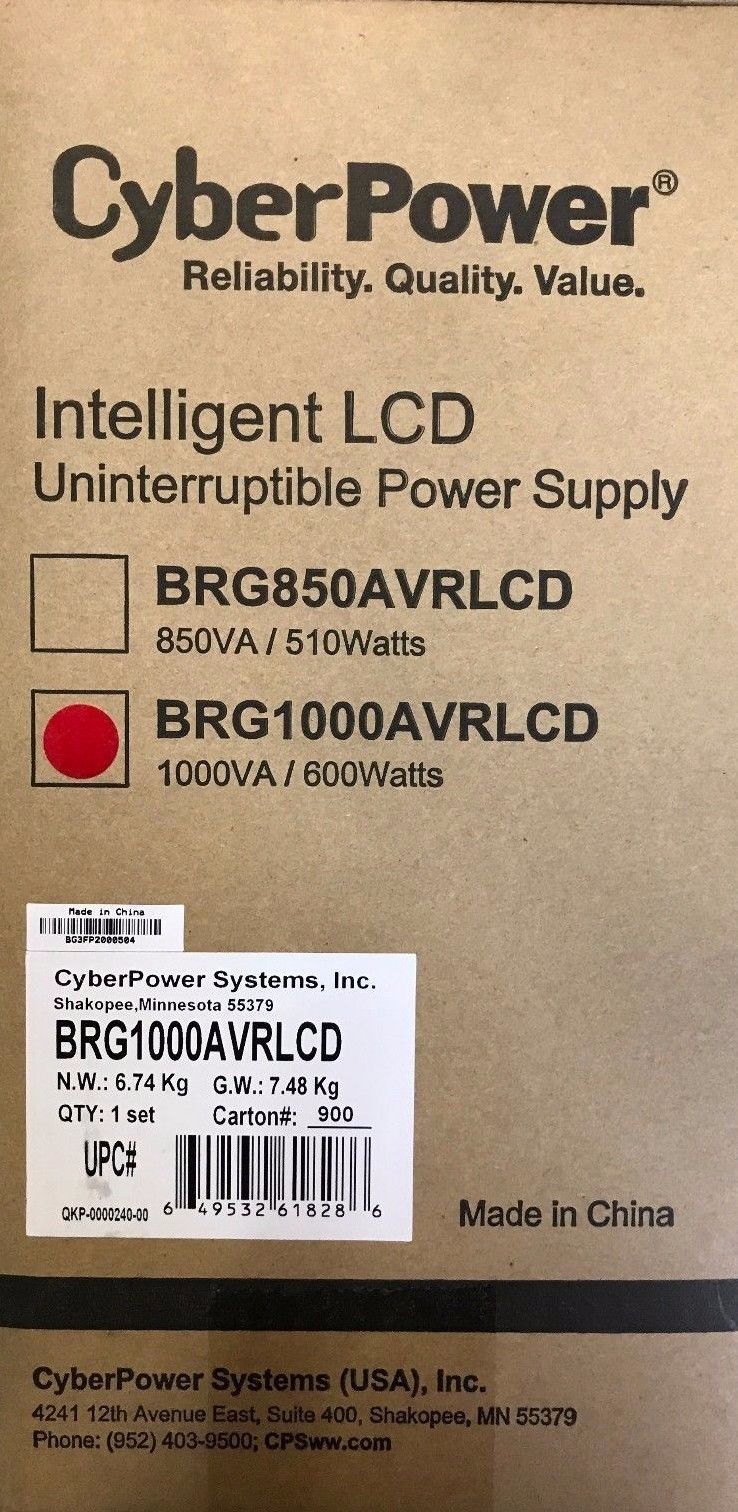 CyberPower®
Reliability. Quality. Value.
Intelligent LCD
Uninterruptible Power Supply
BRG850AVRLCD
850VA / 510Watts
BRG1000AVRLCD
1000VA / 600Watts
Made in China
BG3FP2000504
CyberPower Systems, Inc.
Shakopee,Minnesota 55379
BRG1000AVRLCD
N.W.: 6.74 Kg G.W.: 7.48 Kg
QTY: 1 set Carton#: 900
UPC#
QKP-0000240-00 6 49532 61828 6
Made in China
CyberPower Systems (USA), Inc.
4241 12th Avenue East, Suite 400, Shakopee, MN 55379
Phone: (952) 403-9500; CPSww.com